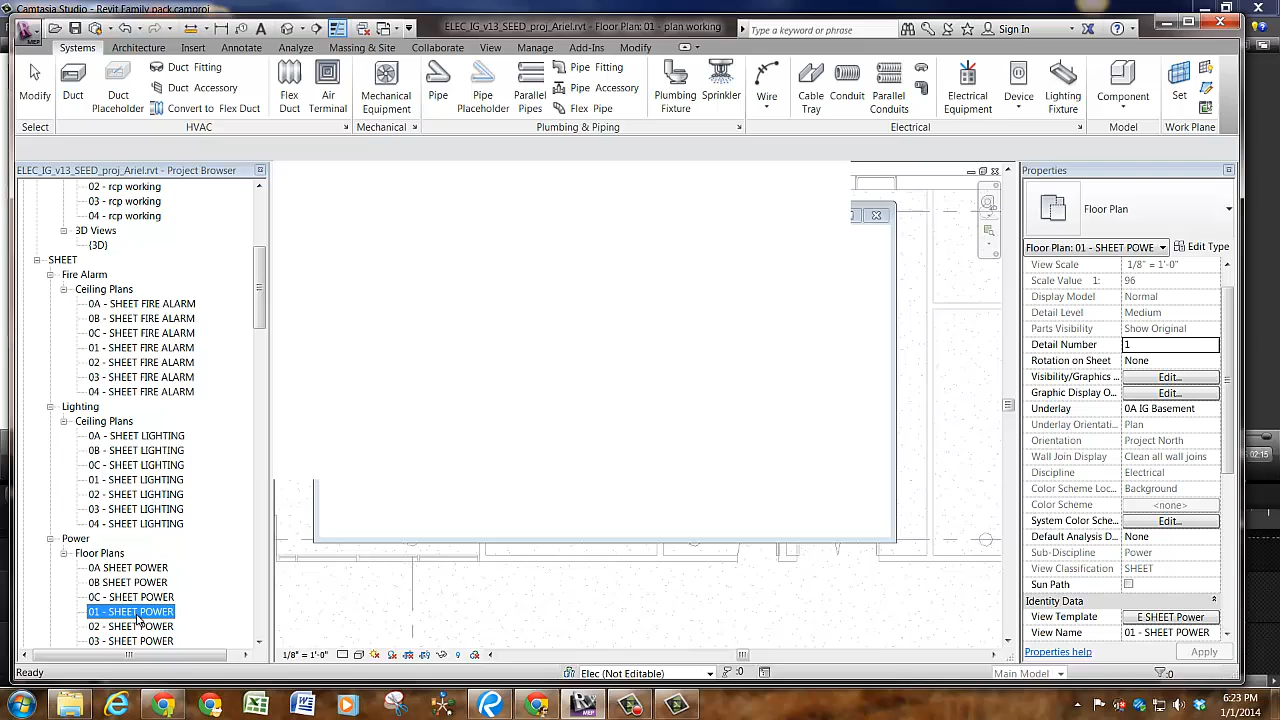 Camtasia Studio - Revit Family pack.camproj
ELEC_IG_v13_SEED_proj_Ariel.rvt - Floor Plan: 01 - plan working
Type a keyword or phrase
Sign In
Systems Architecture Insert Annotate Analyze Massing & Site Collaborate View Manage Add-Ins Modify
Modify
Duct
Duct Placeholder
Duct Fitting
Duct Accessory
Convert to Flex Duct
Flex Duct
Air Terminal
Mechanical Equipment
Pipe
Pipe Placeholder
Parallel Pipes
Pipe Fitting
Pipe Accessory
Flex Pipe
Plumbing Fixture
Sprinkler
Wire
Cable Tray
Conduit
Parallel Conduits
Electrical Equipment
Device
Lighting Fixture
Component
Set
Select HVAC Mechanical Plumbing & Piping Electrical Model Work Plane
ELEC_IG_v13_SEED_proj_Ariel.rvt - Project Browser
02 - rcp working
03 - rcp working
04 - rcp working
3D Views
{3D}
SHEET
Fire Alarm
Ceiling Plans
0A - SHEET FIRE ALARM
0B - SHEET FIRE ALARM
0C - SHEET FIRE ALARM
01 - SHEET FIRE ALARM
02 - SHEET FIRE ALARM
03 - SHEET FIRE ALARM
04 - SHEET FIRE ALARM
Lighting
Ceiling Plans
0A - SHEET LIGHTING
0B - SHEET LIGHTING
0C - SHEET LIGHTING
01 - SHEET LIGHTING
02 - SHEET LIGHTING
03 - SHEET LIGHTING
04 - SHEET LIGHTING
Power
Floor Plans
0A SHEET POWER
0B SHEET POWER
0C - SHEET POWER
01 - SHEET POWER
02 - SHEET POWER
03 - SHEET POWER
Properties
Floor Plan
Floor Plan: 01 - SHEET POWE
Edit Type
View Scale 1/8" = 1'-0"
Scale Value 1: 96
Display Model Normal
Detail Level Medium
Parts Visibility Show Original
Detail Number 1
Rotation on Sheet None
Visibility/Graphics ... Edit...
Graphic Display O... Edit...
Underlay 0A IG Basement
Underlay Orientati... Plan
Orientation Project North
Wall Join Display Clean all wall joins
Discipline Electrical
Color Scheme Loc... Background
Color Scheme <none>
System Color Sche... Edit...
Default Analysis D... None
Sub-Discipline Power
View Classification SHEET
Sun Path
Identity Data
View Template E SHEET Power
View Name 01 - SHEET POWER
Properties help
Apply
1/8" = 1'-0"
Ready
Elec (Not Editable)
:0
Main Model
:0
02:15
6:23 PM
1/1/2014